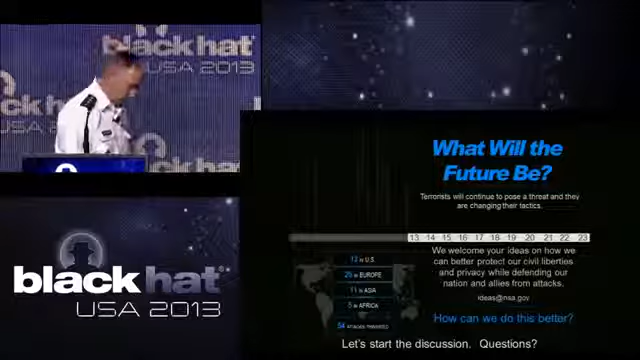 black hat
USA 2013
What Will the
Future Be?
Terrorists will continue to pose a threat and they
are changing their tactics.
13 14 15 16 17 18 19 20 21 22 23
12 IN U.S.
25 IN EUROPE
11 IN ASIA
5 IN AFRICA
54
We welcome your ideas on how we
can better protect our civil liberties
and privacy while defending our
nation and allies from attacks.
ideas@nsa.gov
How can we do this better?
Let's start the discussion. Questions?
black hat
USA 2013